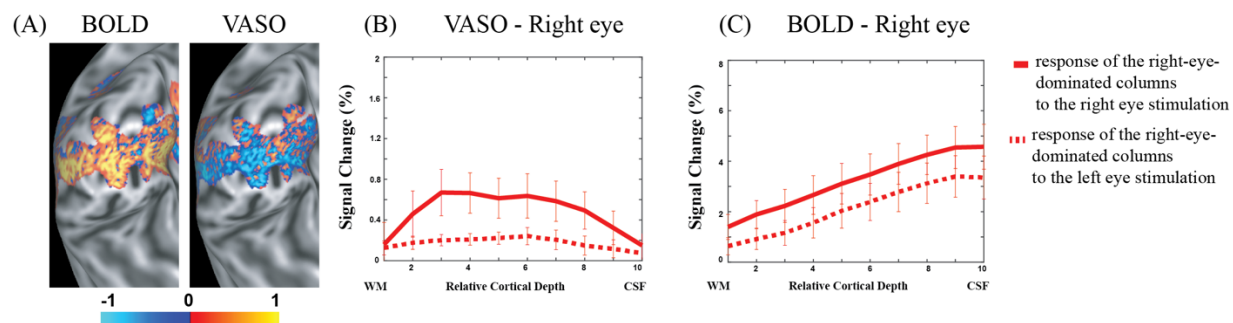 (A) BOLD VASO
-1 0 1
(B) VASO - Right eye
Signal Change (%)
2
1.6
1.2
0.8
0.4
0
2 4 6 8 10
WM Relative Cortical Depth CSF
(C) BOLD - Right eye
Signal Change (%)
8
6
4
2
0
2 4 6 8 10
WM Relative Cortical Depth CSF
response of the right-eye-
dominated columns
to the right eye stimulation
response of the right-eye-
dominated columns
to the left eye stimulation